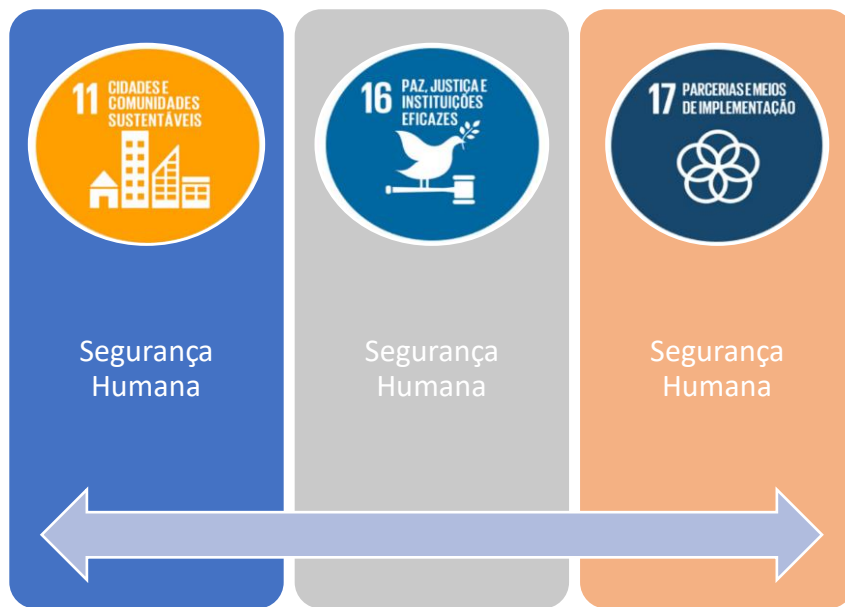 11 CIDADES E
COMUNIDADES
SUSTENTÁVEIS
16 PAZ, JUSTIÇA E
INSTITUIÇÕES
EFICAZES
17 PARCERIAS E MEIOS
DE IMPLEMENTAÇÃO
Segurança
Humana
Segurança
Humana
Segurança
Humana